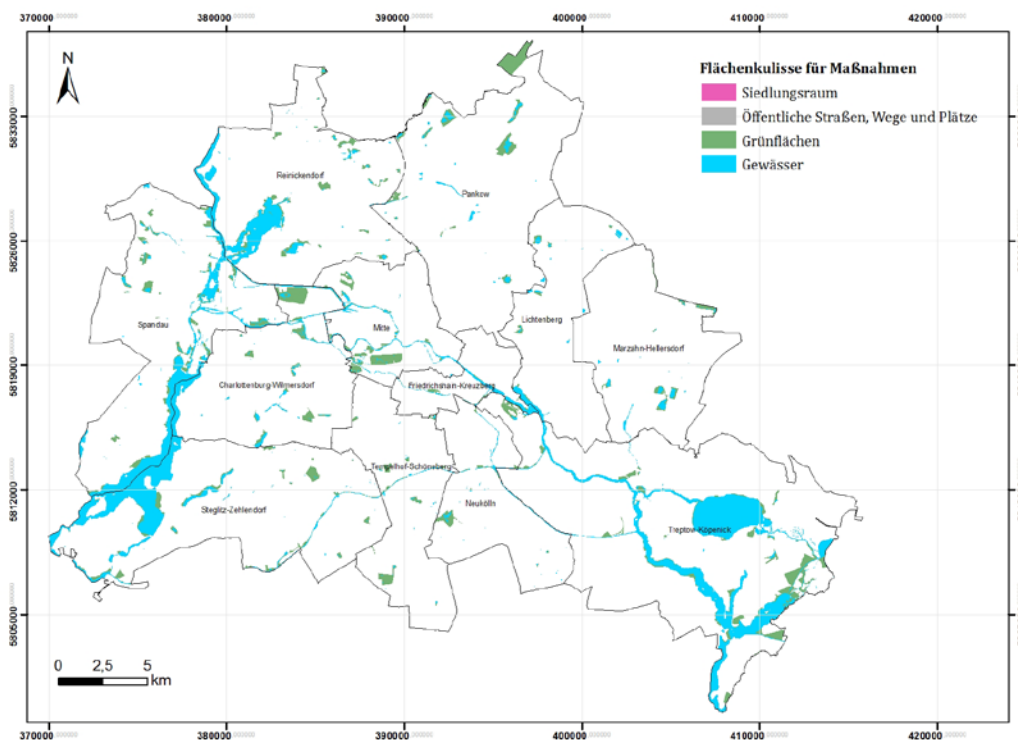 370000 380000 390000 400000 410000 420000
N
Flächenkulisse für Maßnahmen
Siedlungsraum
Öffentliche Straßen, Wege und Plätze
Grünflächen
Gewässer
5833000
Reinickendorf
Pankow
5826000
Lichtenberg
Spandau
Mitte
Marzahn-Hellersdorf
5819000
Charlottenburg-Wilmersdorf
Friedrichshain-Kreuzberg
Tempelhof-Schöneberg
5812000
Neukölln
Steglitz-Zehlendorf
Treptow-Köpenick
5805000
0 2,5 5
km
370000 380000 390000 400000 410000 420000